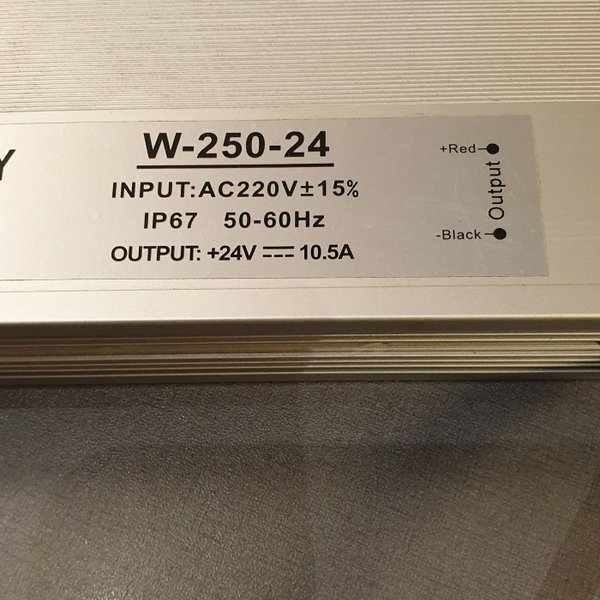 Y
W-250-24
INPUT:AC220V±15%
IP67 50-60Hz
OUTPUT: +24V ⎓ 10.5A
+Red
-Black
Output